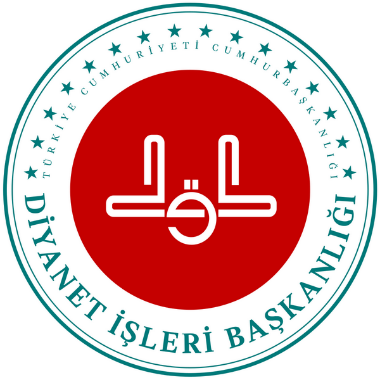 TÜRKİYE CUMHURİYETİ CUMHURBAŞKANLIĞI
DİYANET İŞLERİ BAŞKANLIĞI